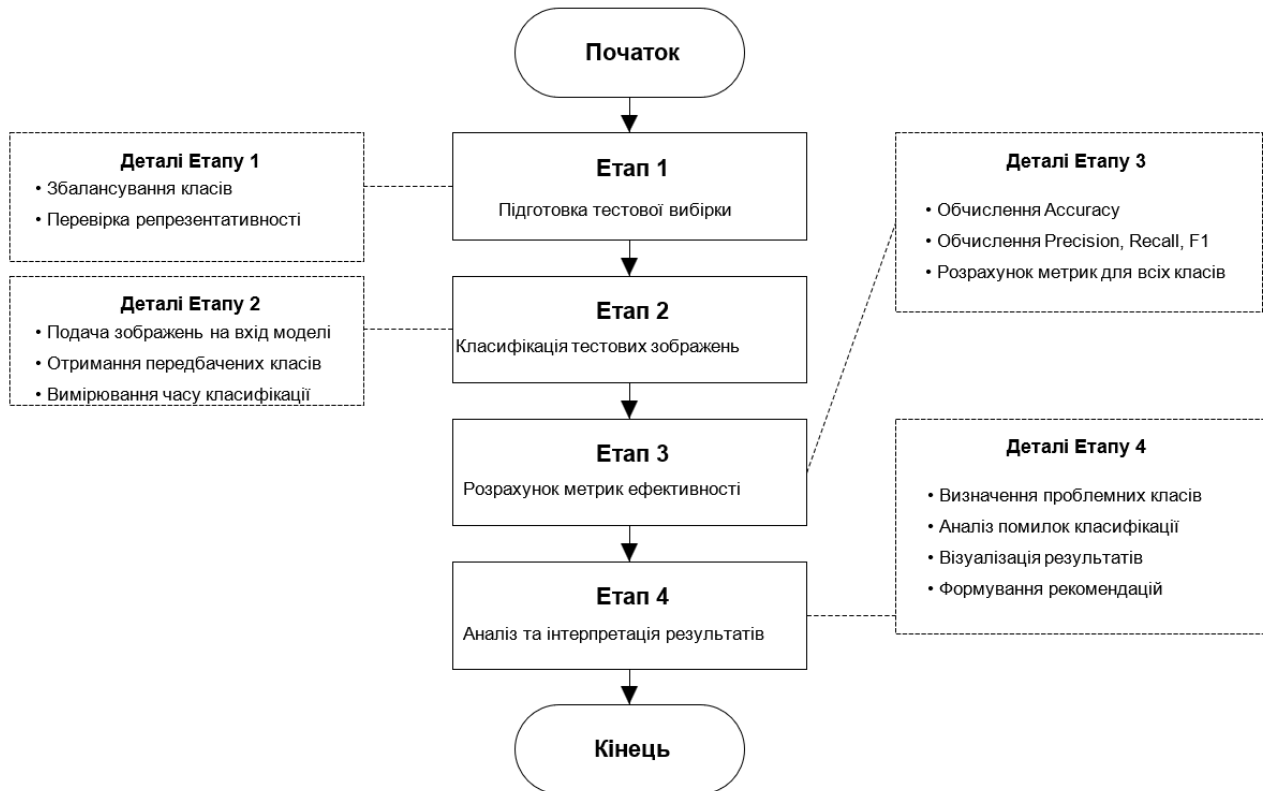 Початок
Деталі Етапу 1
• Збалансування класів
• Перевірка репрезентативності
Етап 1
Підготовка тестової вибірки
Деталі Етапу 3
• Обчислення Accuracy
• Обчислення Precision, Recall, F1
• Розрахунок метрик для всіх класів
Деталі Етапу 2
• Подача зображень на вхід моделі
• Отримання передбачених класів
• Вимірювання часу класифікації
Етап 2
Класифікація тестових зображень
Етап 3
Розрахунок метрик ефективності
Деталі Етапу 4
• Визначення проблемних класів
• Аналіз помилок класифікації
• Візуалізація результатів
• Формування рекомендацій
Етап 4
Аналіз та інтерпретація результатів
Кінець